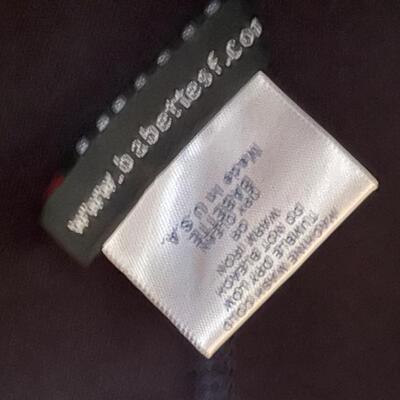 www.babettesf.com
MACHINE WASH COLD
TUMBLE DRY LOW
DO NOT BLEACH
WARM IRON
OR
DRY CLEAN
BABETTE
Made in U.S.A.